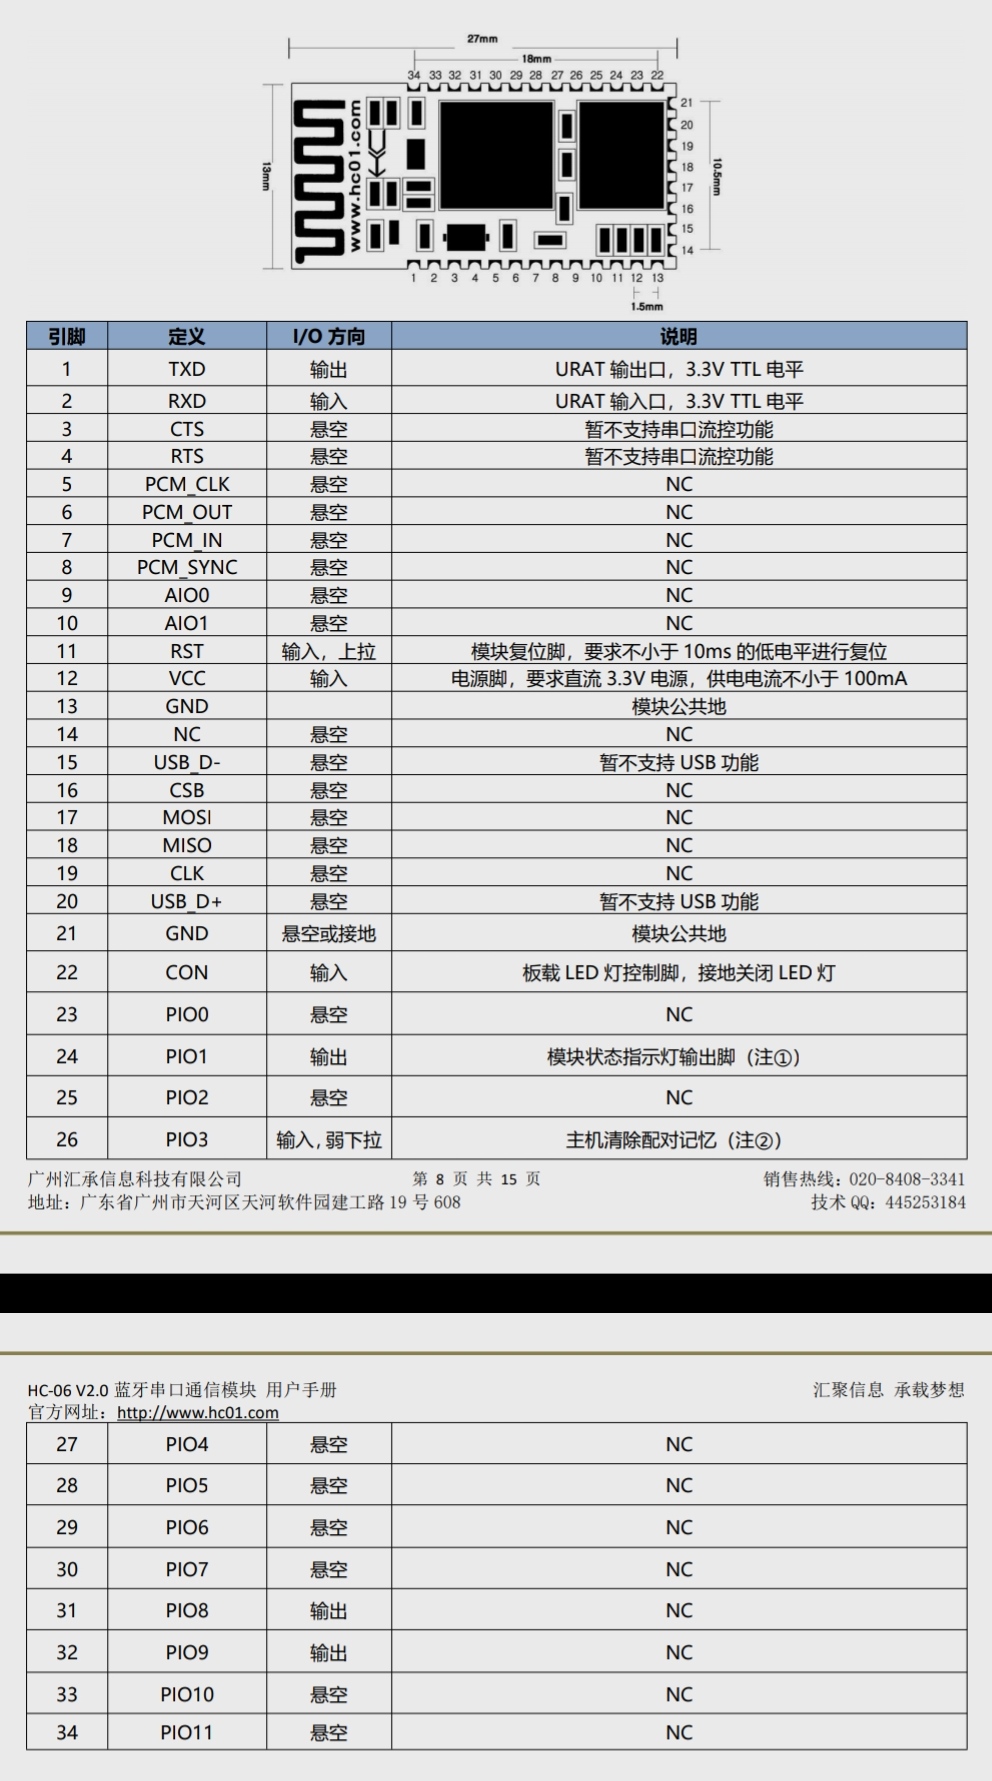 27mm
18mm
34 33 32 31 30 29 28 27 26 25 24 23 22
www.hc01.com
13mm
21
20
19
18
17
16
15
14
10.5mm
1 2 3 4 5 6 7 8 9 10 11 12 13
1.5mm
引脚 定义 I/O 方向 说明
1 TXD 输出 URAT 输出口，3.3V TTL 电平
2 RXD 输入 URAT 输入口，3.3V TTL 电平
3 CTS 悬空 暂不支持串口流控功能
4 RTS 悬空 暂不支持串口流控功能
5 PCM_CLK 悬空 NC
6 PCM_OUT 悬空 NC
7 PCM_IN 悬空 NC
8 PCM_SYNC 悬空 NC
9 AIO0 悬空 NC
10 AIO1 悬空 NC
11 RST 输入，上拉 模块复位脚，要求不小于 10ms 的低电平进行复位
12 VCC 输入 电源脚，要求直流 3.3V 电源，供电电流不小于 100mA
13 GND 模块公共地
14 NC 悬空 NC
15 USB_D- 悬空 暂不支持 USB 功能
16 CSB 悬空 NC
17 MOSI 悬空 NC
18 MISO 悬空 NC
19 CLK 悬空 NC
20 USB_D+ 悬空 暂不支持 USB 功能
21 GND 悬空或接地 模块公共地
22 CON 输入 板载 LED 灯控制脚，接地关闭 LED 灯
23 PIO0 悬空 NC
24 PIO1 输出 模块状态指示灯输出脚（注①）
25 PIO2 悬空 NC
26 PIO3 输入，弱下拉 主机清除配对记忆（注②）
广州汇承信息科技有限公司 第 8 页 共 15 页 销售热线：020-8408-3341
地址：广东省广州市天河区天河软件园建工路 19 号 608 技术 QQ：445253184
HC-06 V2.0 蓝牙串口通信模块 用户手册 汇聚信息 承载梦想
官方网址：http://www.hc01.com
27 PIO4 悬空 NC
28 PIO5 悬空 NC
29 PIO6 悬空 NC
30 PIO7 悬空 NC
31 PIO8 输出 NC
32 PIO9 输出 NC
33 PIO10 悬空 NC
34 PIO11 悬空 NC